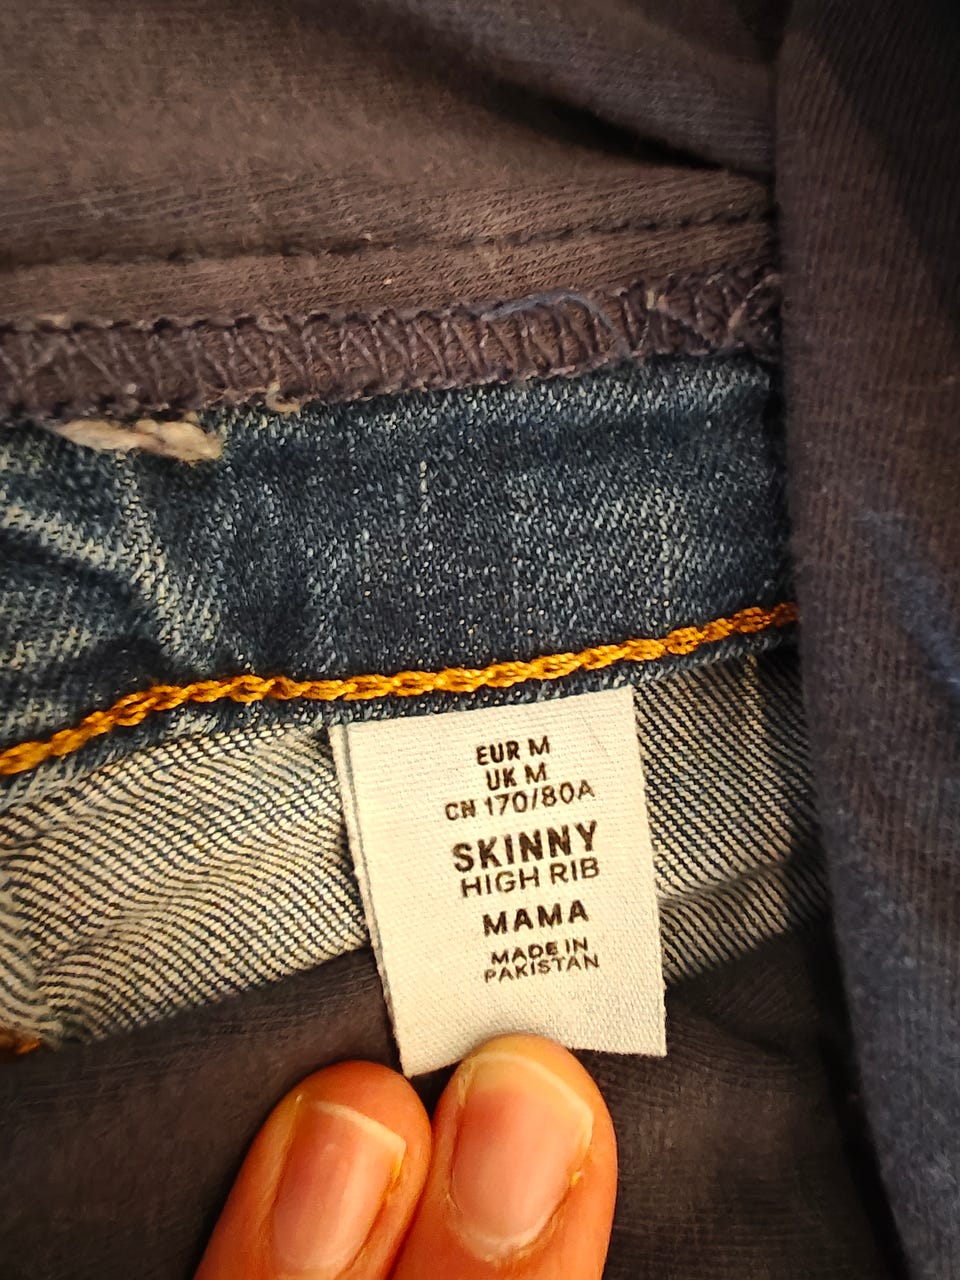 EUR M
UK M
CN 170/80A
SKINNY
HIGH RIB
MAMA
MADE IN
PAKISTAN